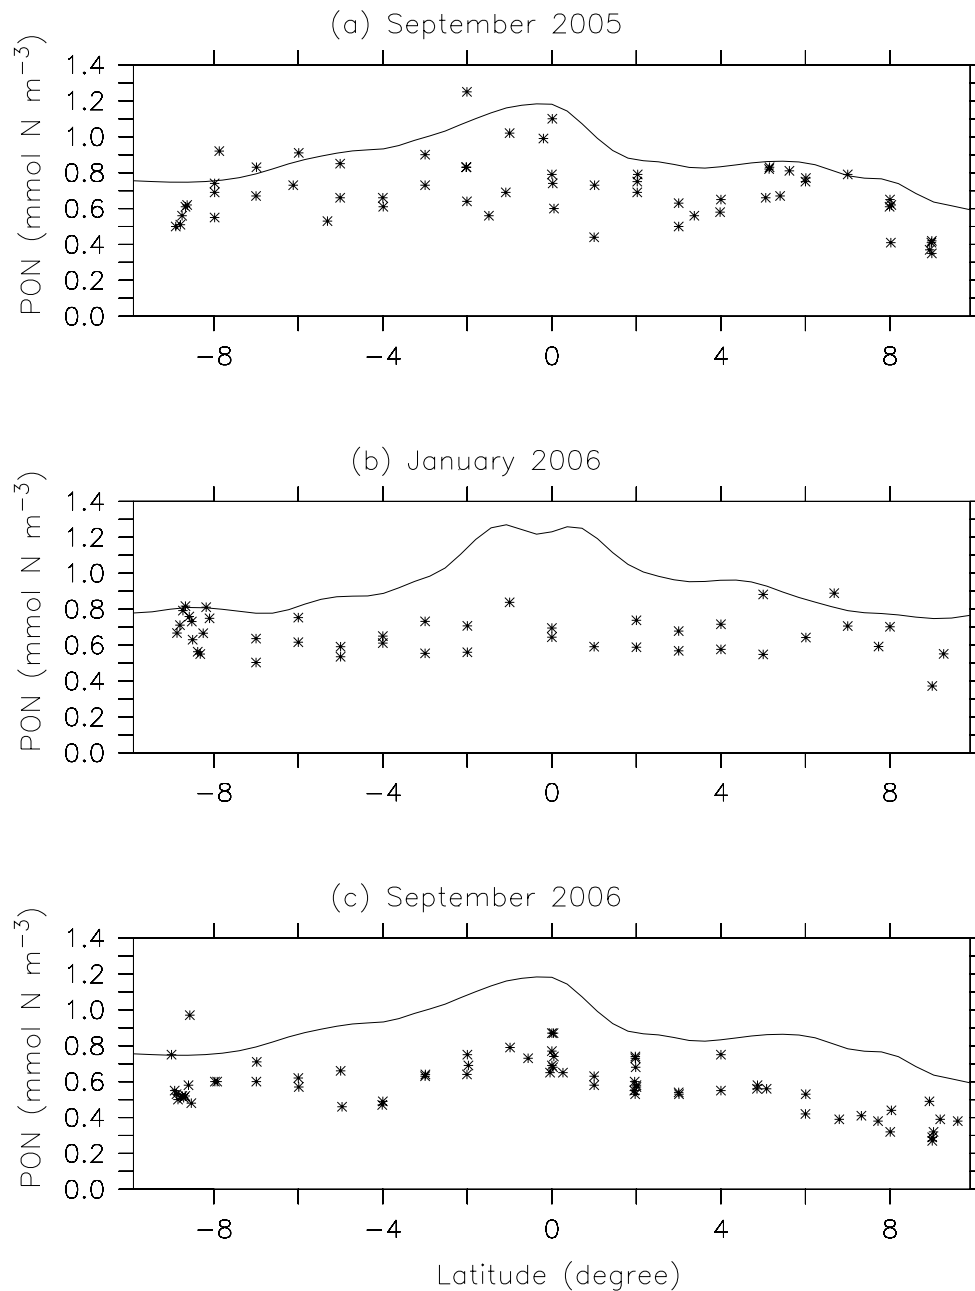 (a) September 2005
PON (mmol N m⁻³)
1.4
1.2
1.0
0.8
0.6
0.4
0.2
0.0
−8 −4 0 4 8
(b) January 2006
PON (mmol N m⁻³)
1.4
1.2
1.0
0.8
0.6
0.4
0.2
0.0
−8 −4 0 4 8
(c) September 2006
PON (mmol N m⁻³)
1.4
1.2
1.0
0.8
0.6
0.4
0.2
0.0
−8 −4 0 4 8
Latitude (degree)